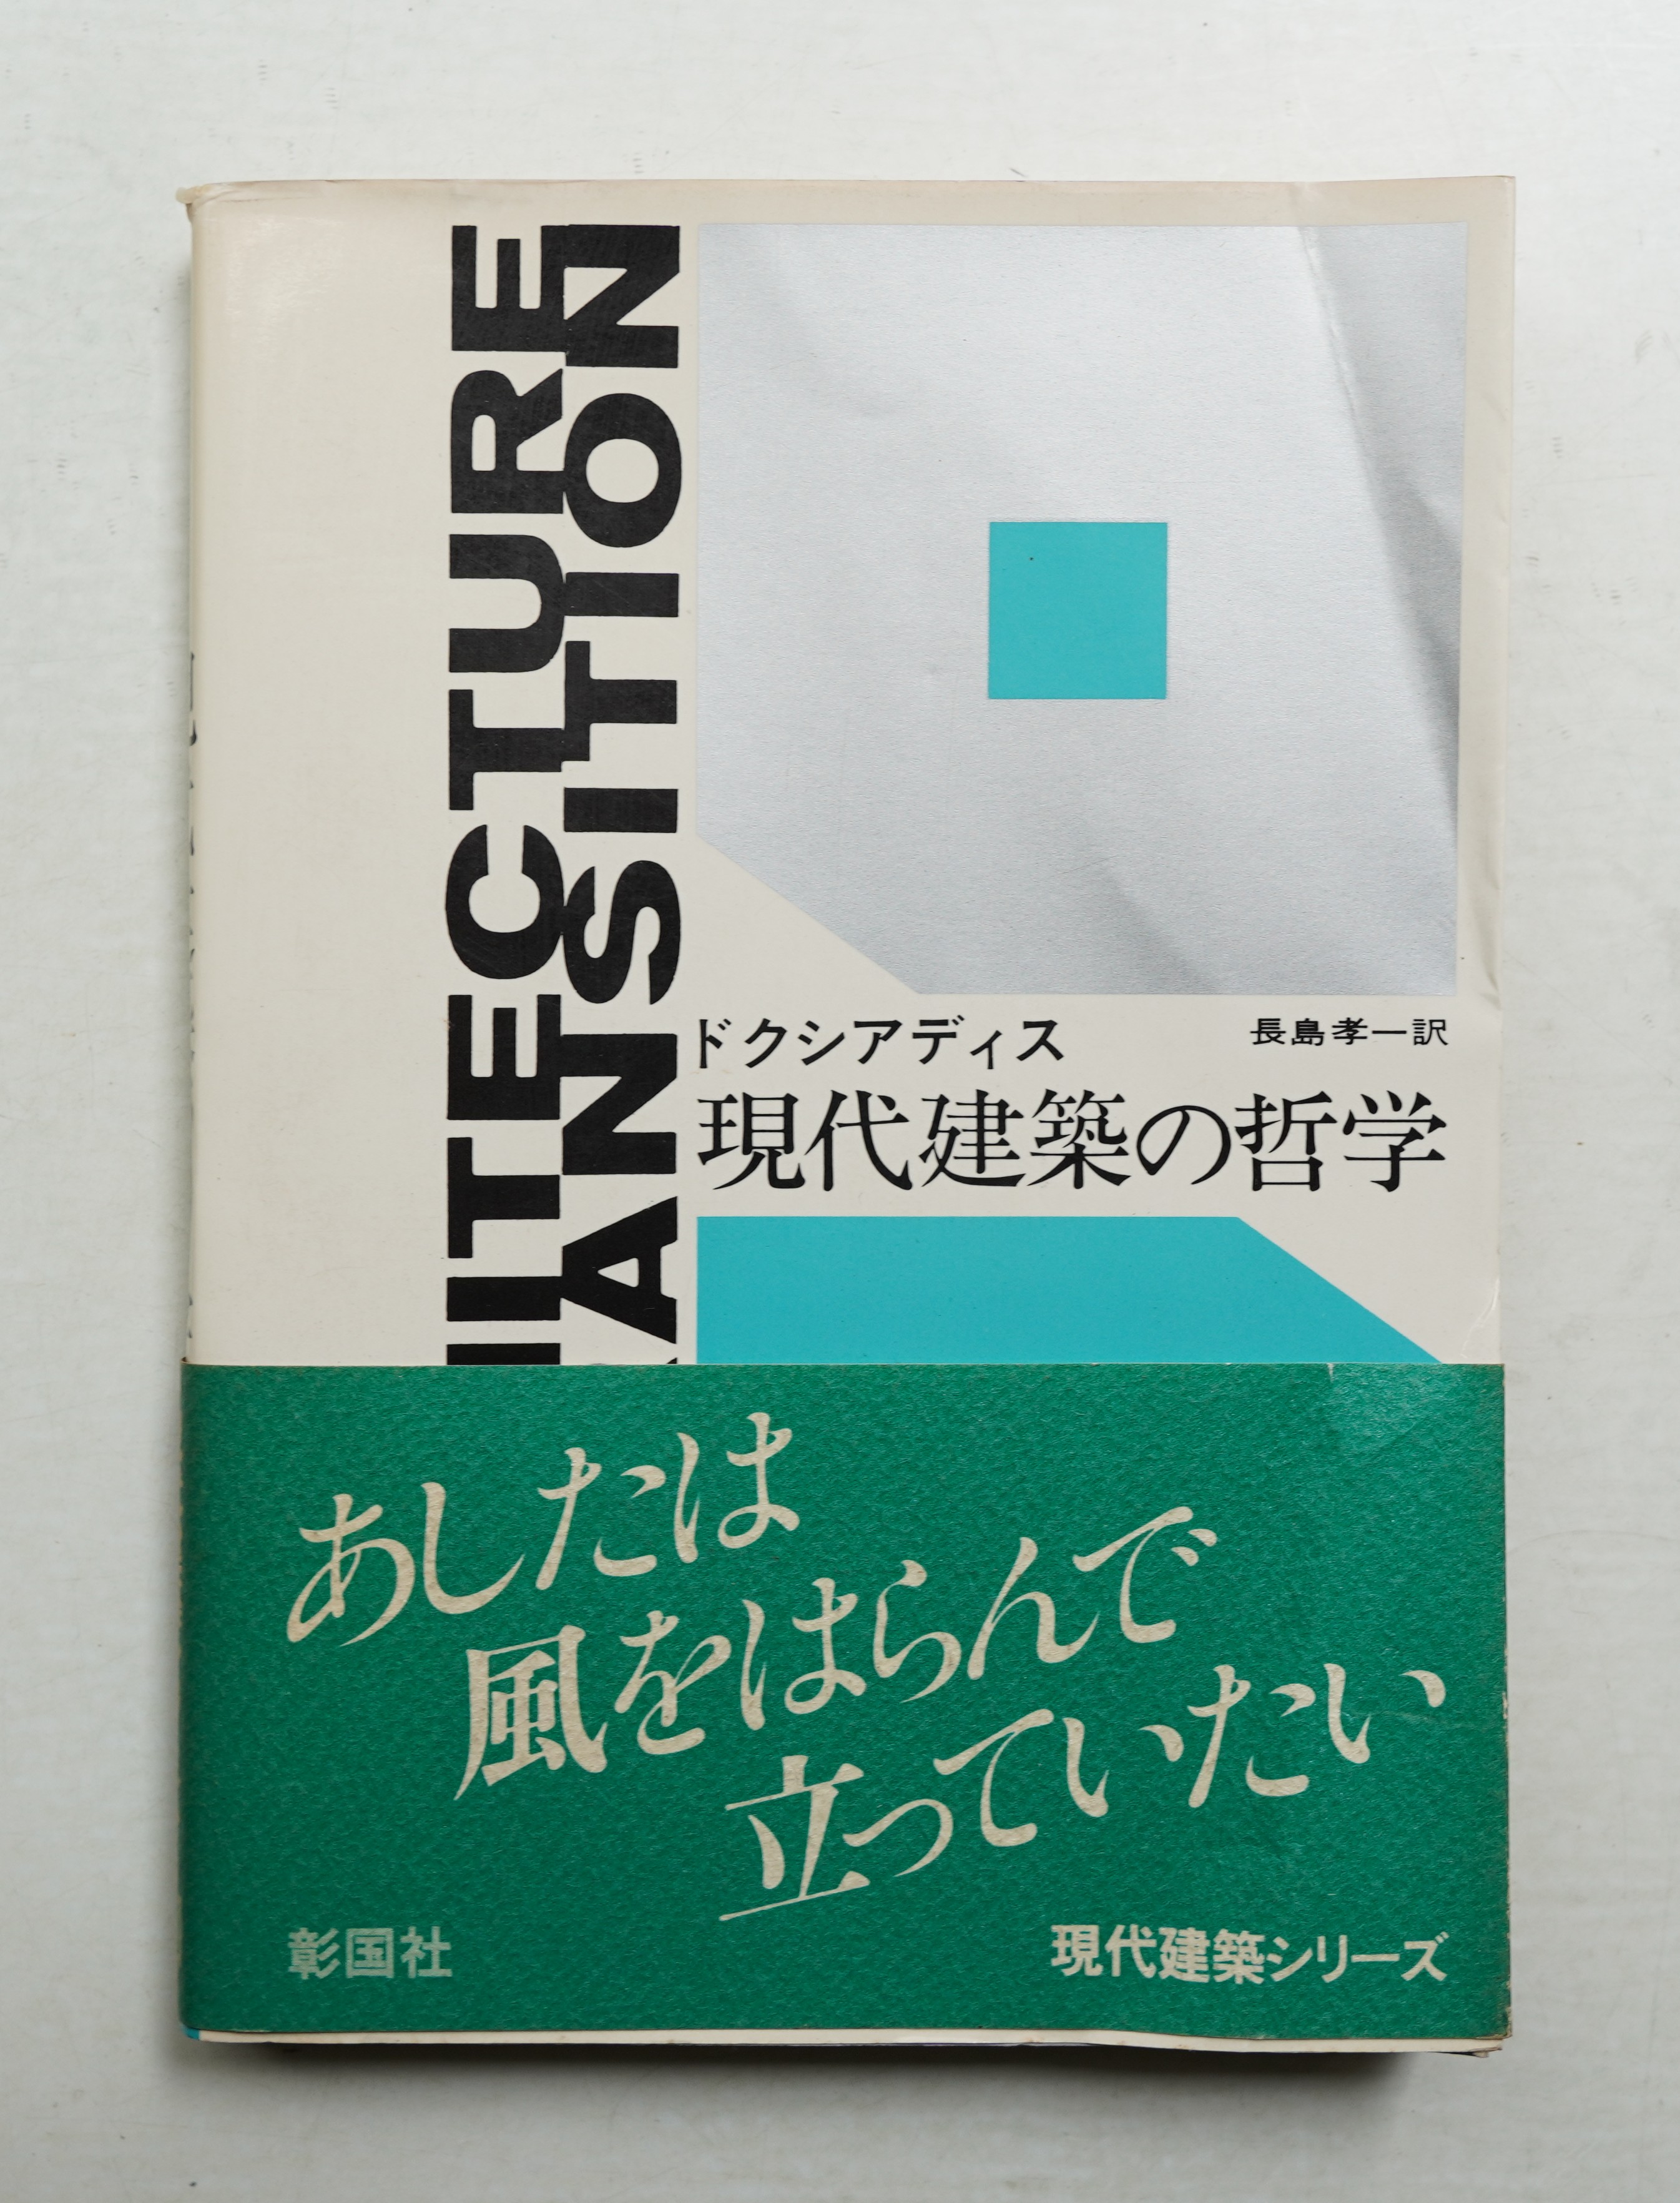 ITECTURE
ANSITION
ドクシアディス
長島孝一訳
現代建築の哲学
あしたは
風をはらんで
立っていたい
彰国社
現代建築シリーズ